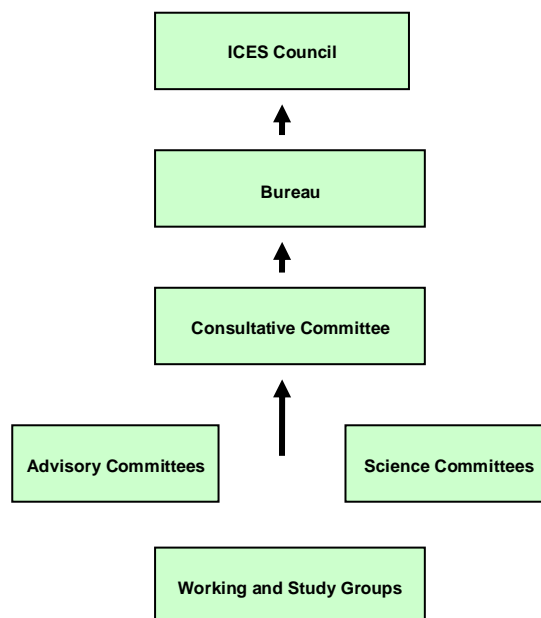 ICES Council
Bureau
Consultative Committee
Advisory Committees
Science Committees
Working and Study Groups